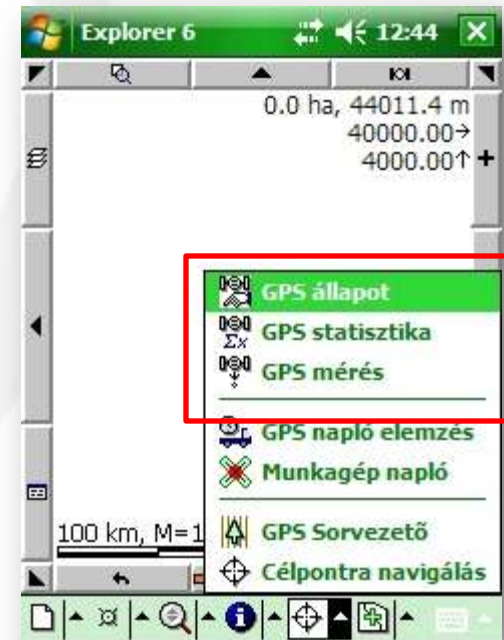 Explorer 6 12:44
0.0 ha, 44011.4 m
40000.00→
4000.00↑
GPS állapot
GPS statisztika
Σx
GPS mérés
GPS napló elemzés
Munkagép napló
100 km, M=1
GPS Sorvezető
Célpontra navigálás